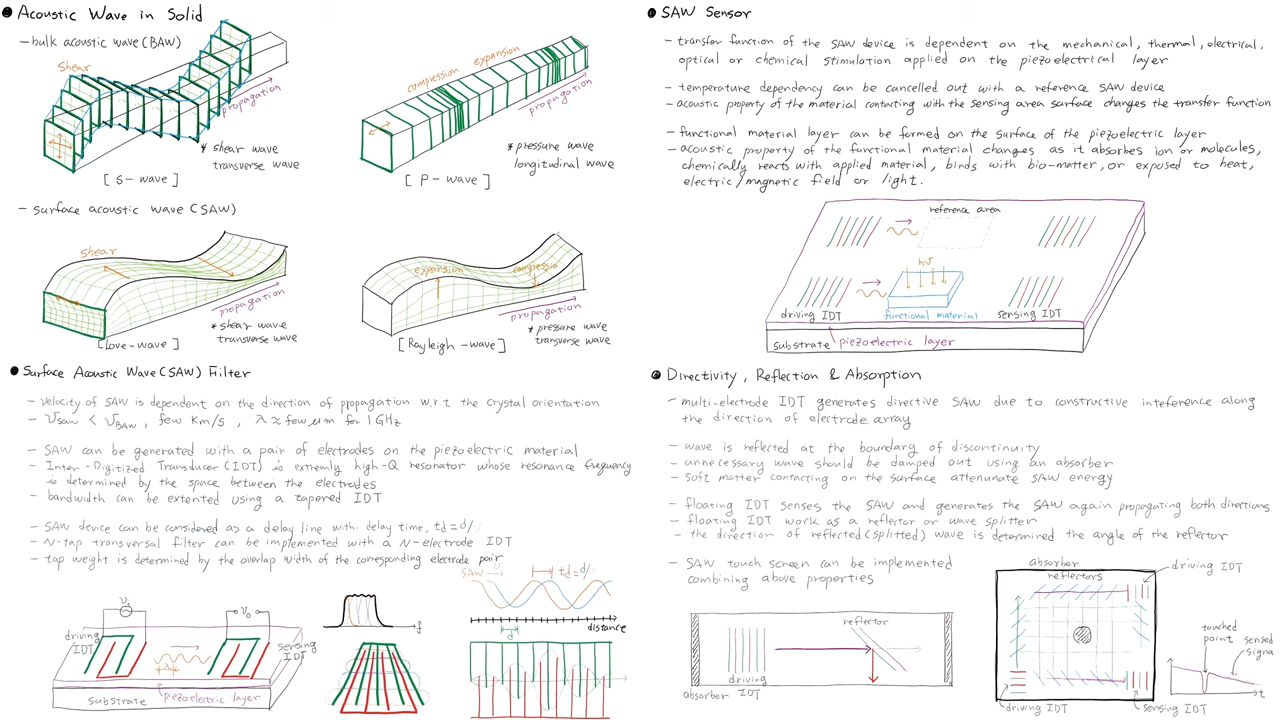 ● Acoustic Wave in Solid
- bulk acoustic wave (BAW)
shear
propagation
* shear wave
transverse wave
[ S - wave ]
compression expansion
propagation
* pressure wave
longitudinal wave
[ P - wave ]
- surface acoustic wave (SAW)
shear
propagation
* shear wave
transverse wave
[Love-wave]
expansion
compressio
propagation
* pressure wave
transverse wave
[Rayleigh - wave]
● Surface Acoustic Wave (SAW) Filter
- velocity of SAW is dependent on the direction of propagation w.r.t the crystal orientation
- VSAW < VBAW , few Km/s , λ ≈ few μm for 1 GHz
- SAW can be generated with a pair of electrodes on the piezoelectric material
- Inter-Digitized Transducer (IDT) is extremly high-Q resonator whose resonance frequency
is determined by the space between the electrodes
- bandwidth can be extented using a tapered IDT
- SAW device can be considered as a delay line with delay time, td = d/
- N-tap transversal filter can be implemented with a N-electrode IDT
- tap weight is determined by the overlap width of the corresponding electrode pair
SAW v
td = d/
distance
d
f
driving
IDT
vo
sensing
IDT
λ
piezoelectric layer
substrate
● SAW Sensor
- transfer function of the SAW device is dependent on the mechanical, thermal, electrical,
optical or chemical stimulation applied on the piezoelectrical layer
- temperature dependency can be cancelled out with a reference SAW device
- acoustic poperty of the material contacting with the sensing area surface changes the transfer function
- functional material layer can be formed on the surface of the piezoelectric layer
- acoustic property of the functional material changes as it absorbes ion or molecules,
chemically reacts with applied material, binds with bio-matter, or exposed to heat,
electric/magnetic field or light.
reference area
hν
driving IDT
functional material
sensing IDT
substrate
piezoelectric layer
● Directivity, Reflection & Absorption
- multi-electrode IDT generates directive SAW due to constructive inteference along
the direction of electrode array
- wave is reflected at the boundary of discontinuity
- unnecessary wave should be damped out using an absorber
- soft matter contacting on the surface attenunate SAW energy
- floating IDT senses the SAW and generates the SAW again propagating both directions
- floating IDT work as a reflector or wave splitter
- the direction of reflected (splitted) wave is determined the angle of the reflector
- SAW touch screen can be implemented
combining above properties
reflector
driving
IDT
absorber
absorber
reflectors
driving IDT
driving IDT
sensing IDT
touched
point
sensed
signa
t